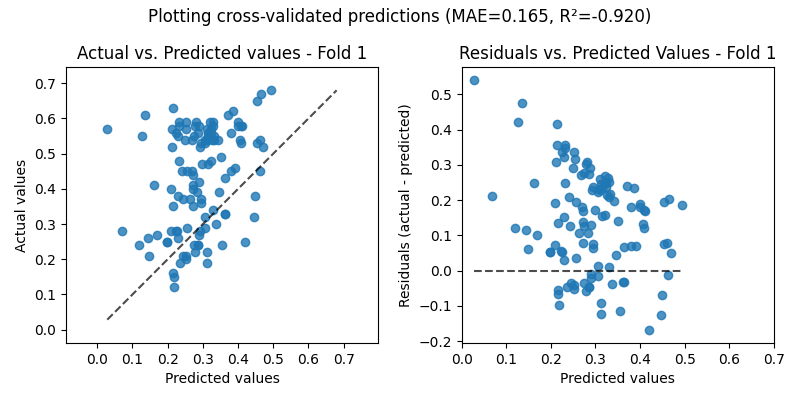 Plotting cross-validated predictions (MAE=0.165, R²=-0.920)
Actual vs. Predicted values - Fold 1
Actual values
0.7
0.6
0.5
0.4
0.3
0.2
0.1
0.0
0.0 0.1 0.2 0.3 0.4 0.5 0.6 0.7
Predicted values
Residuals vs. Predicted Values - Fold 1
Residuals (actual - predicted)
0.5
0.4
0.3
0.2
0.1
0.0
−0.1
−0.2
0.0 0.1 0.2 0.3 0.4 0.5 0.6 0.7
Predicted values